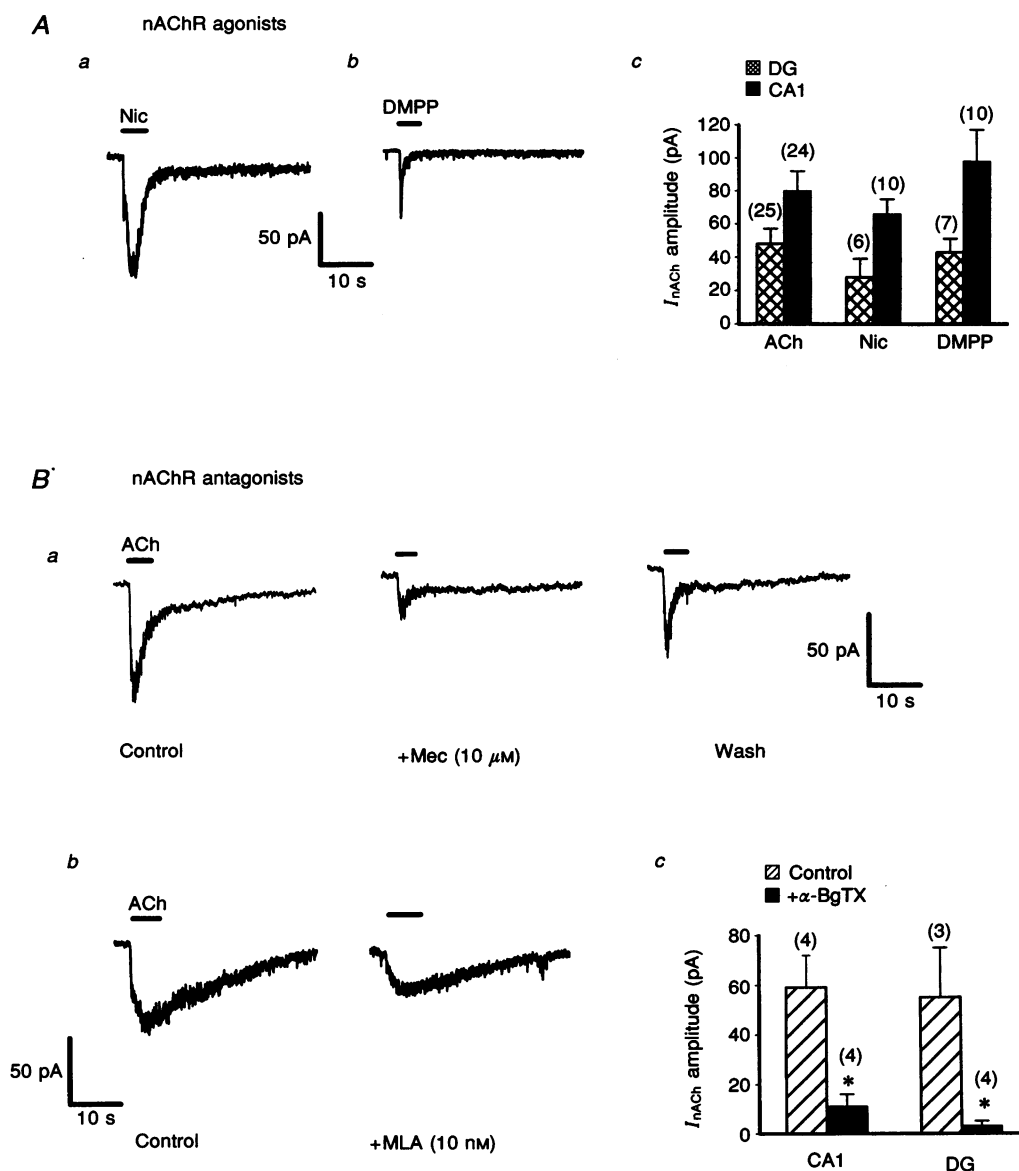 A nAChR agonists
a
Nic
b
DMPP
50 pA
10 s
c
DG
CA1
InACh amplitude (pA)
120
100
80
60
40
20
0
(25)
(24)
(6)
(10)
(7)
(10)
ACh Nic DMPP
B nAChR antagonists
a
ACh
50 pA
10 s
Control
+Mec (10 μM)
Wash
b
ACh
50 pA
10 s
Control
+MLA (10 nM)
c
Control
+α-BgTX
InACh amplitude (pA)
80
60
40
20
0
(4)
(4)
*
(3)
(4)
*
CA1 DG